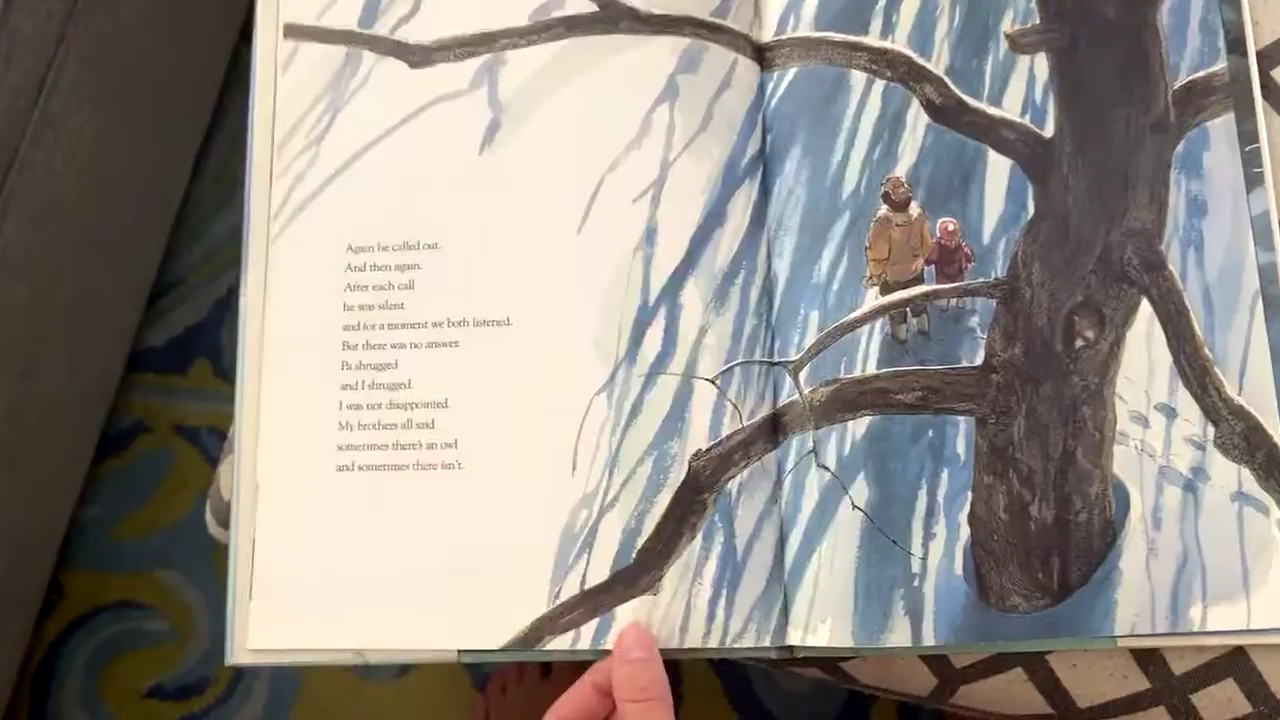 Again he called out.
And then again.
After each call
he was silent
and for a moment we both listened.
But there was no answer.
Pa shrugged
and I shrugged.
I was not disappointed.
My brothers all said
sometimes there's an owl
and sometimes there isn't.